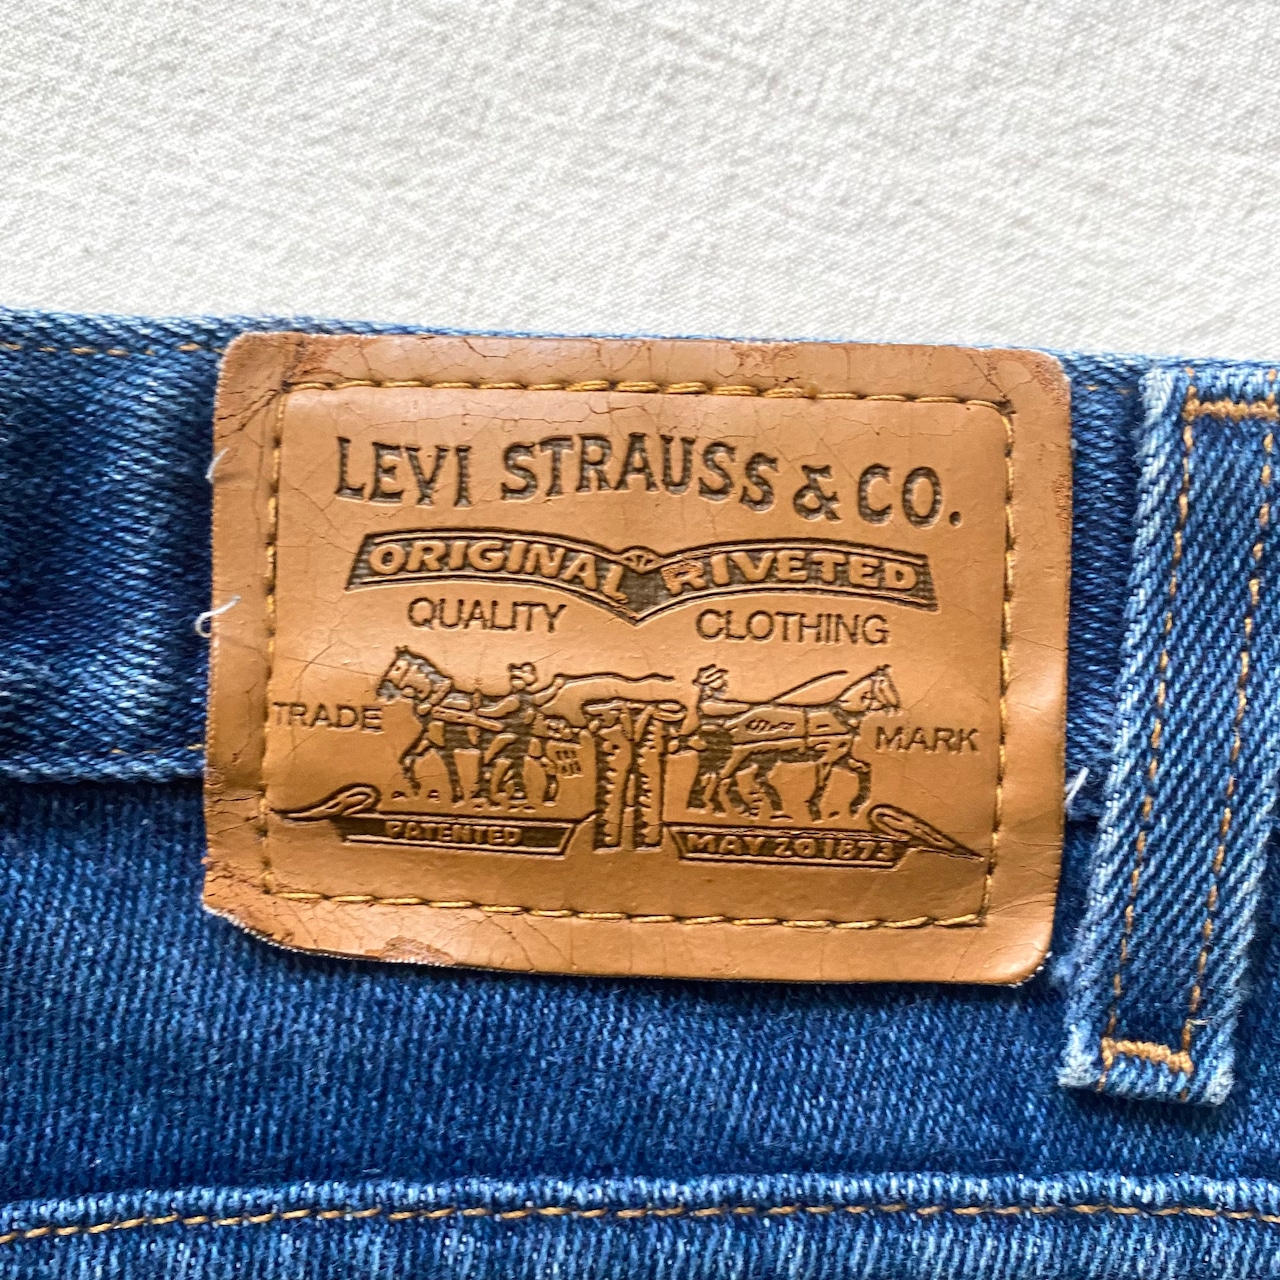 LEVI STRAUSS & CO.
ORIGINAL RIVETED
QUALITY CLOTHING
TRADE MARK
PATENTED MAY 20 1873